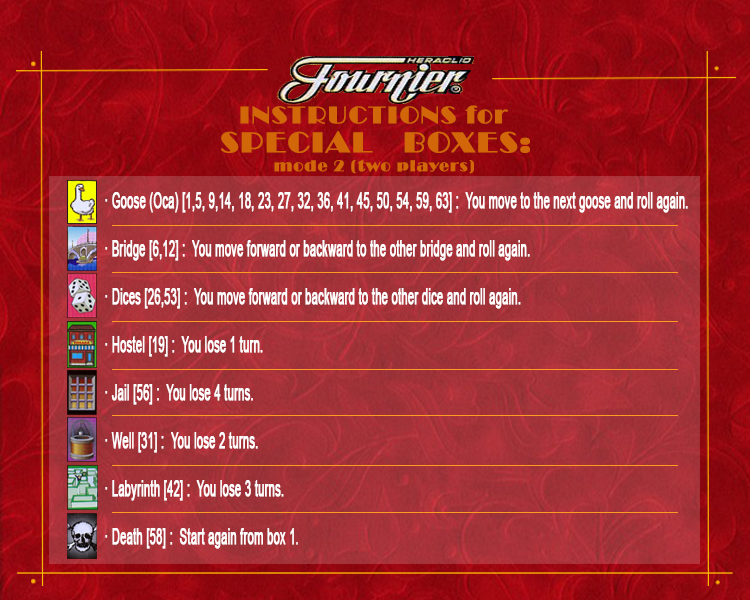 HERACLIO
Fournier®
INSTRUCTIONS for
SPECIAL BOXES:
mode 2 (two players)
· Goose (Oca) [1,5, 9,14, 18, 23, 27, 32, 36, 41, 45, 50, 54, 59, 63] : You move to the next goose and roll again.
· Bridge [6,12] : You move forward or backward to the other bridge and roll again.
· Dices [26,53] : You move forward or backward to the other dice and roll again.
· Hostel [19] : You lose 1 turn.
· Jail [56] : You lose 4 turns.
· Well [31] : You lose 2 turns.
· Labyrinth [42] : You lose 3 turns.
· Death [58] : Start again from box 1.